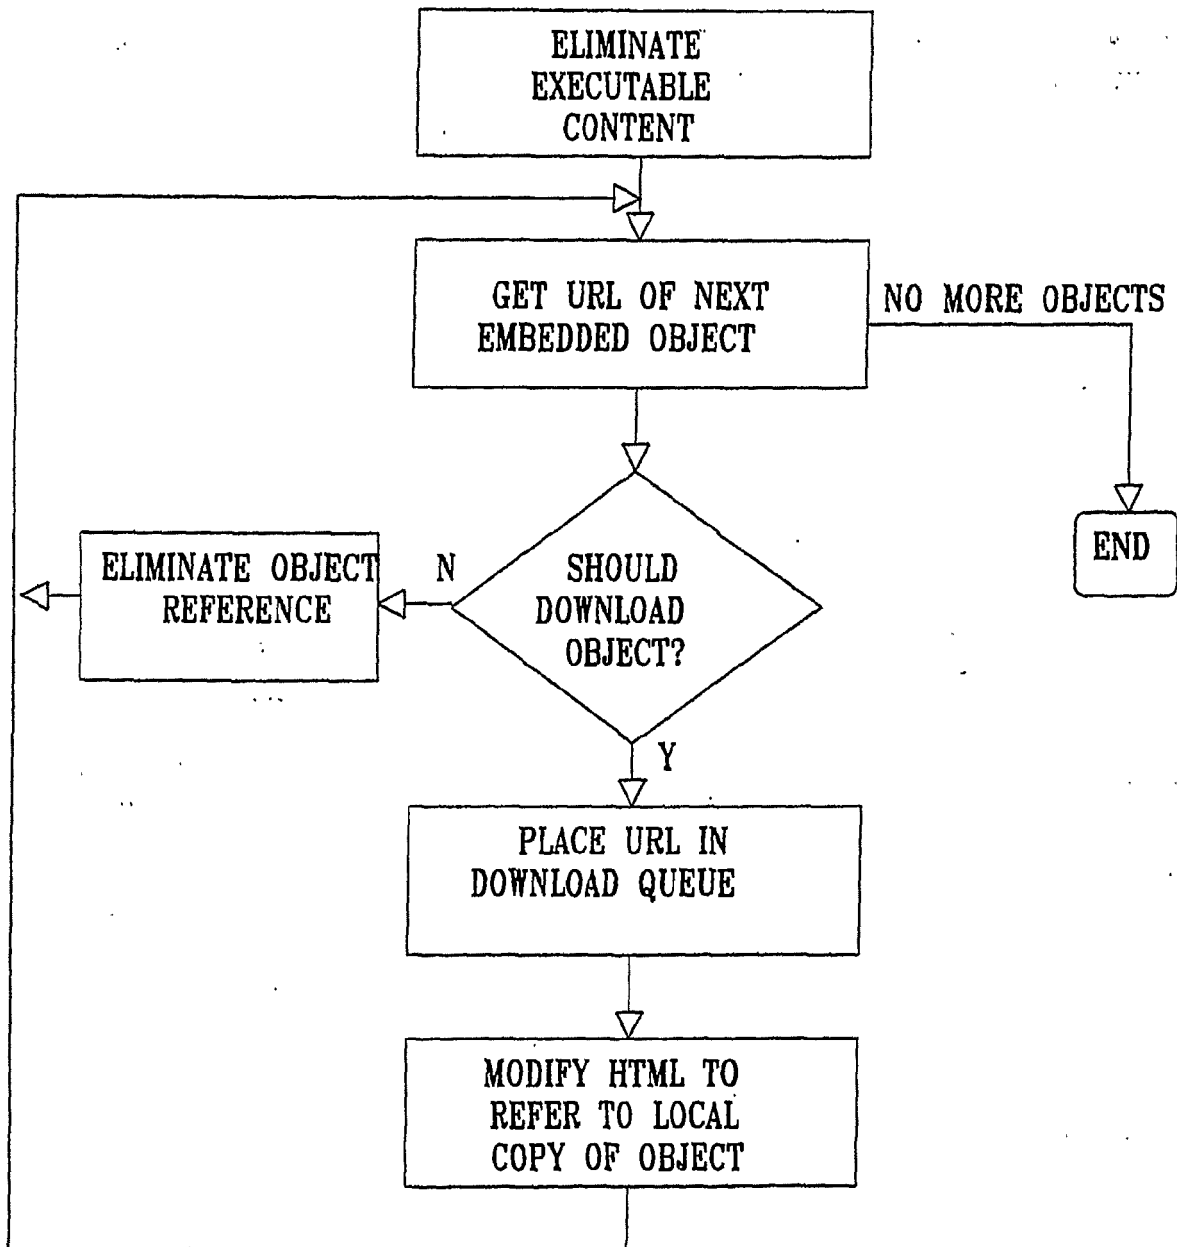 ELIMINATE
EXECUTABLE
CONTENT
GET URL OF NEXT
EMBEDDED OBJECT
NO MORE OBJECTS
END
SHOULD
DOWNLOAD
OBJECT?
N
ELIMINATE OBJECT
REFERENCE
Y
PLACE URL IN
DOWNLOAD QUEUE
MODIFY HTML TO
REFER TO LOCAL
COPY OF OBJECT